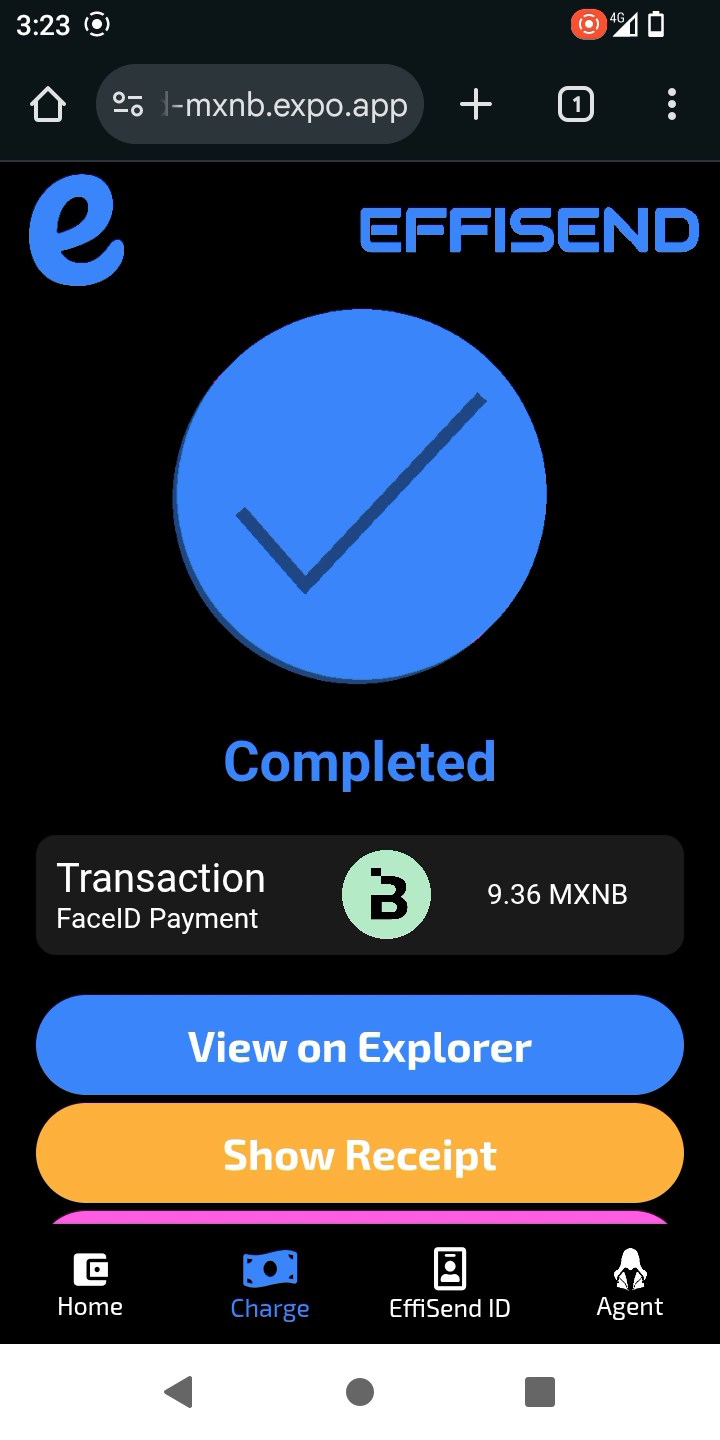 3:23
4G
-mxnb.expo.app
1
e
EFFISEND
Completed
Transaction
FaceID Payment
B
9.36 MXNB
View on Explorer
Show Receipt
Home
Charge
EffiSend ID
Agent